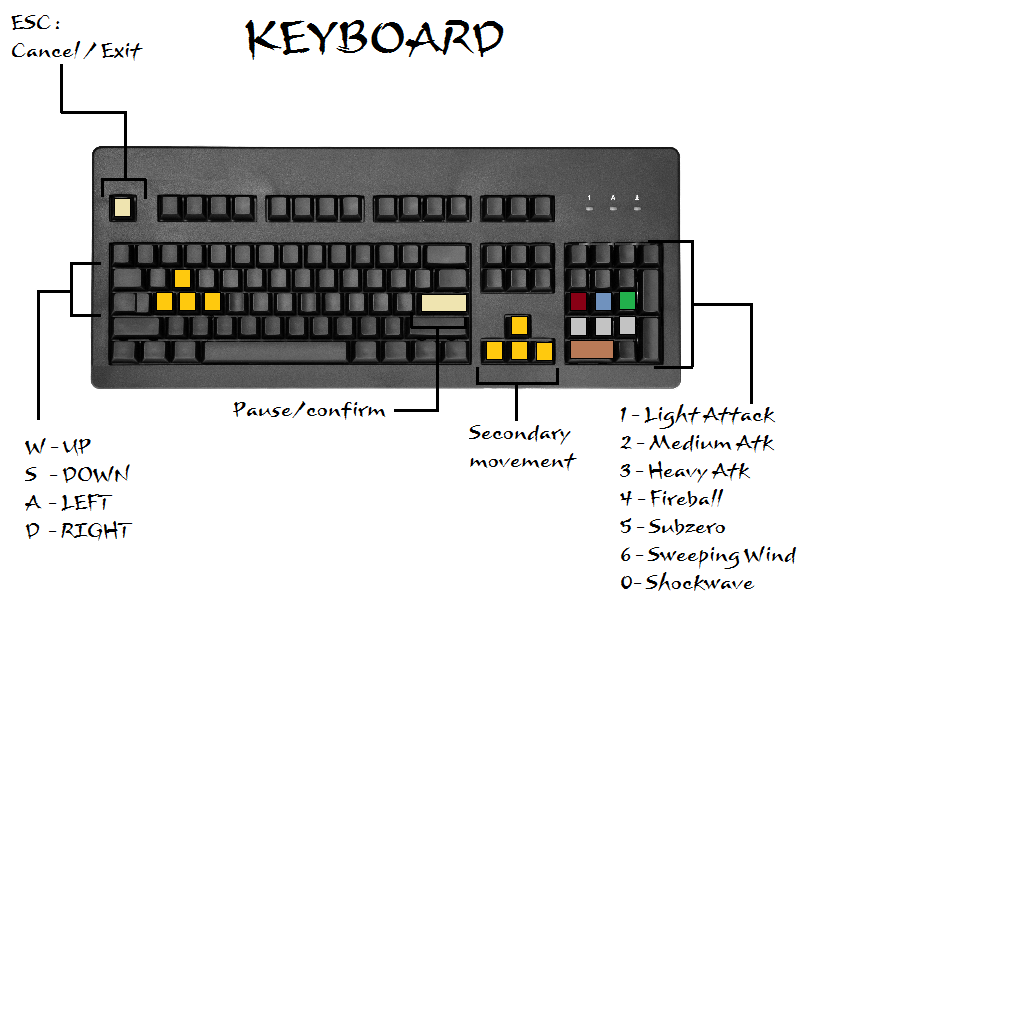 ESC :
Cancel / Exit
KEYBOARD
1 A
Pause/confirm
Secondary
movement
W - UP
S - DOWN
A - LEFT
D - RIGHT
1 - Light Attack
2 - Medium Atk
3 - Heavy Atk
4 - Fireball
5 - Subzero
6 - Sweeping Wind
0- Shockwave